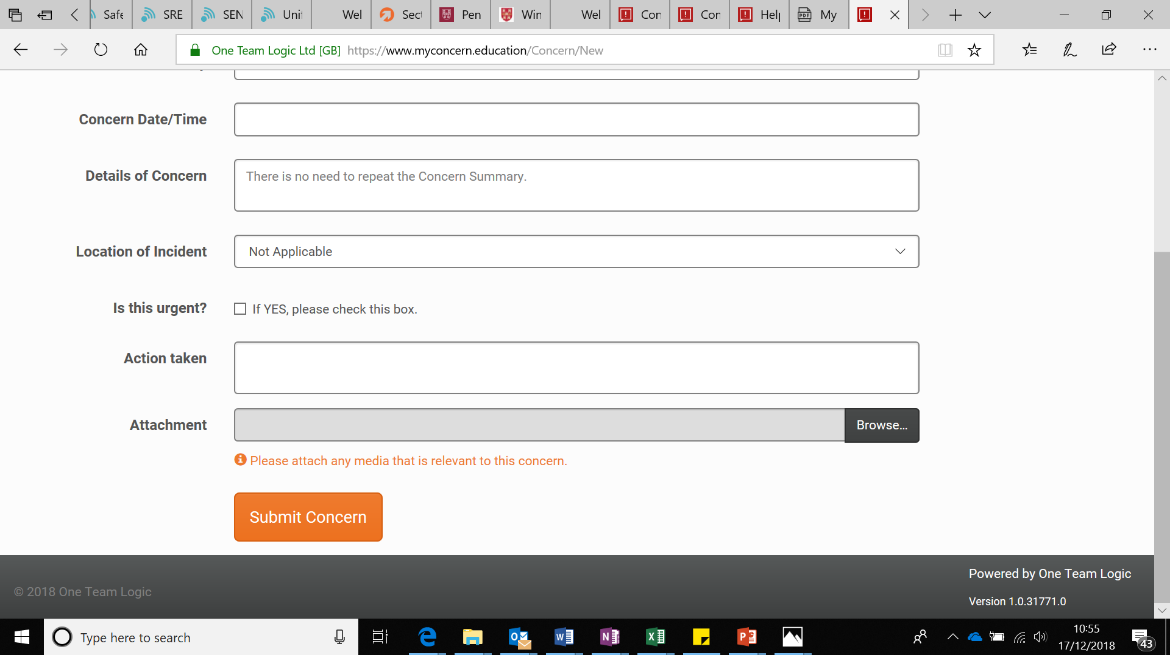 Safe
SRE
SEN
Uni
Wel
Sect
Pen
Win
Wel
Con
Con
Help
My
One Team Logic Ltd [GB] https://www.myconcern.education/Concern/New
Concern Date/Time
Details of Concern
There is no need to repeat the Concern Summary.
Location of Incident
Not Applicable
Is this urgent?
If YES, please check this box.
Action taken
Attachment
Browse...
Please attach any media that is relevant to this concern.
Submit Concern
Powered by One Team Logic
© 2018 One Team Logic
Version 1.0.31771.0
Type here to search
10:55
17/12/2018
43